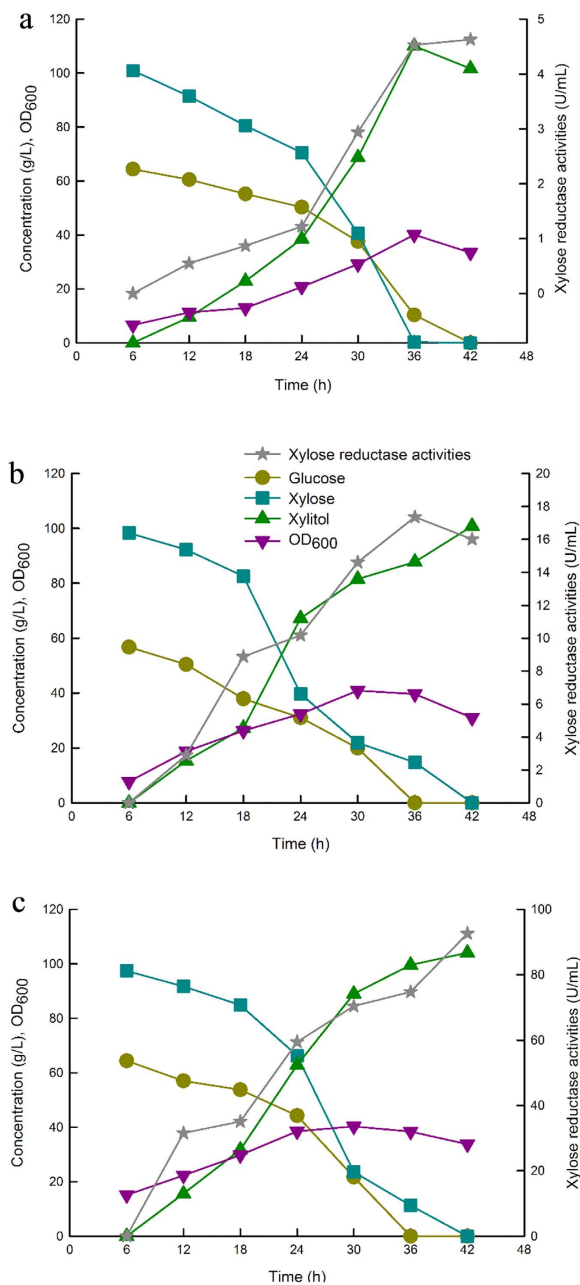 a
120
100
80
60
40
20
0
Concentration (g/L), OD600
5
4
3
2
1
0
Xylose reductase activities (U/mL)
0 6 12 18 24 30 36 42 48
Time (h)
b
Xylose reductase activities
Glucose
Xylose
Xylitol
OD600
120
100
80
60
40
20
0
Concentration (g/L), OD600
20
18
16
14
12
10
8
6
4
2
0
Xylose reductase activities (U/mL)
0 6 12 18 24 30 36 42 48
Time (h)
c
120
100
80
60
40
20
0
Concentration (g/L), OD600
100
80
60
40
20
0
Xylose reductase activities (U/mL)
0 6 12 18 24 30 36 42 48
Time (h)